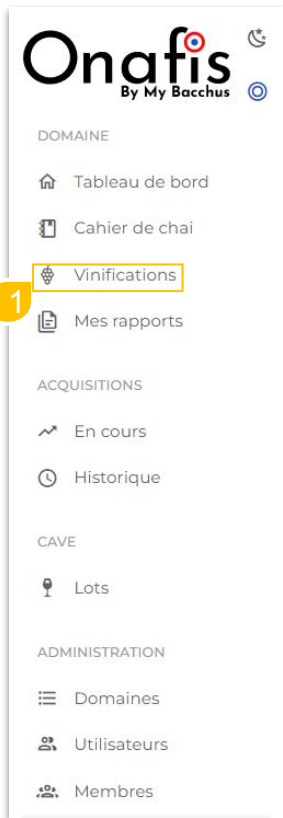 Onafis
By My Bacchus
DOMAINE
Tableau de bord
Cahier de chai
Vinifications
1
Mes rapports
ACQUISITIONS
En cours
Historique
CAVE
Lots
ADMINISTRATION
Domaines
Utilisateurs
Membres